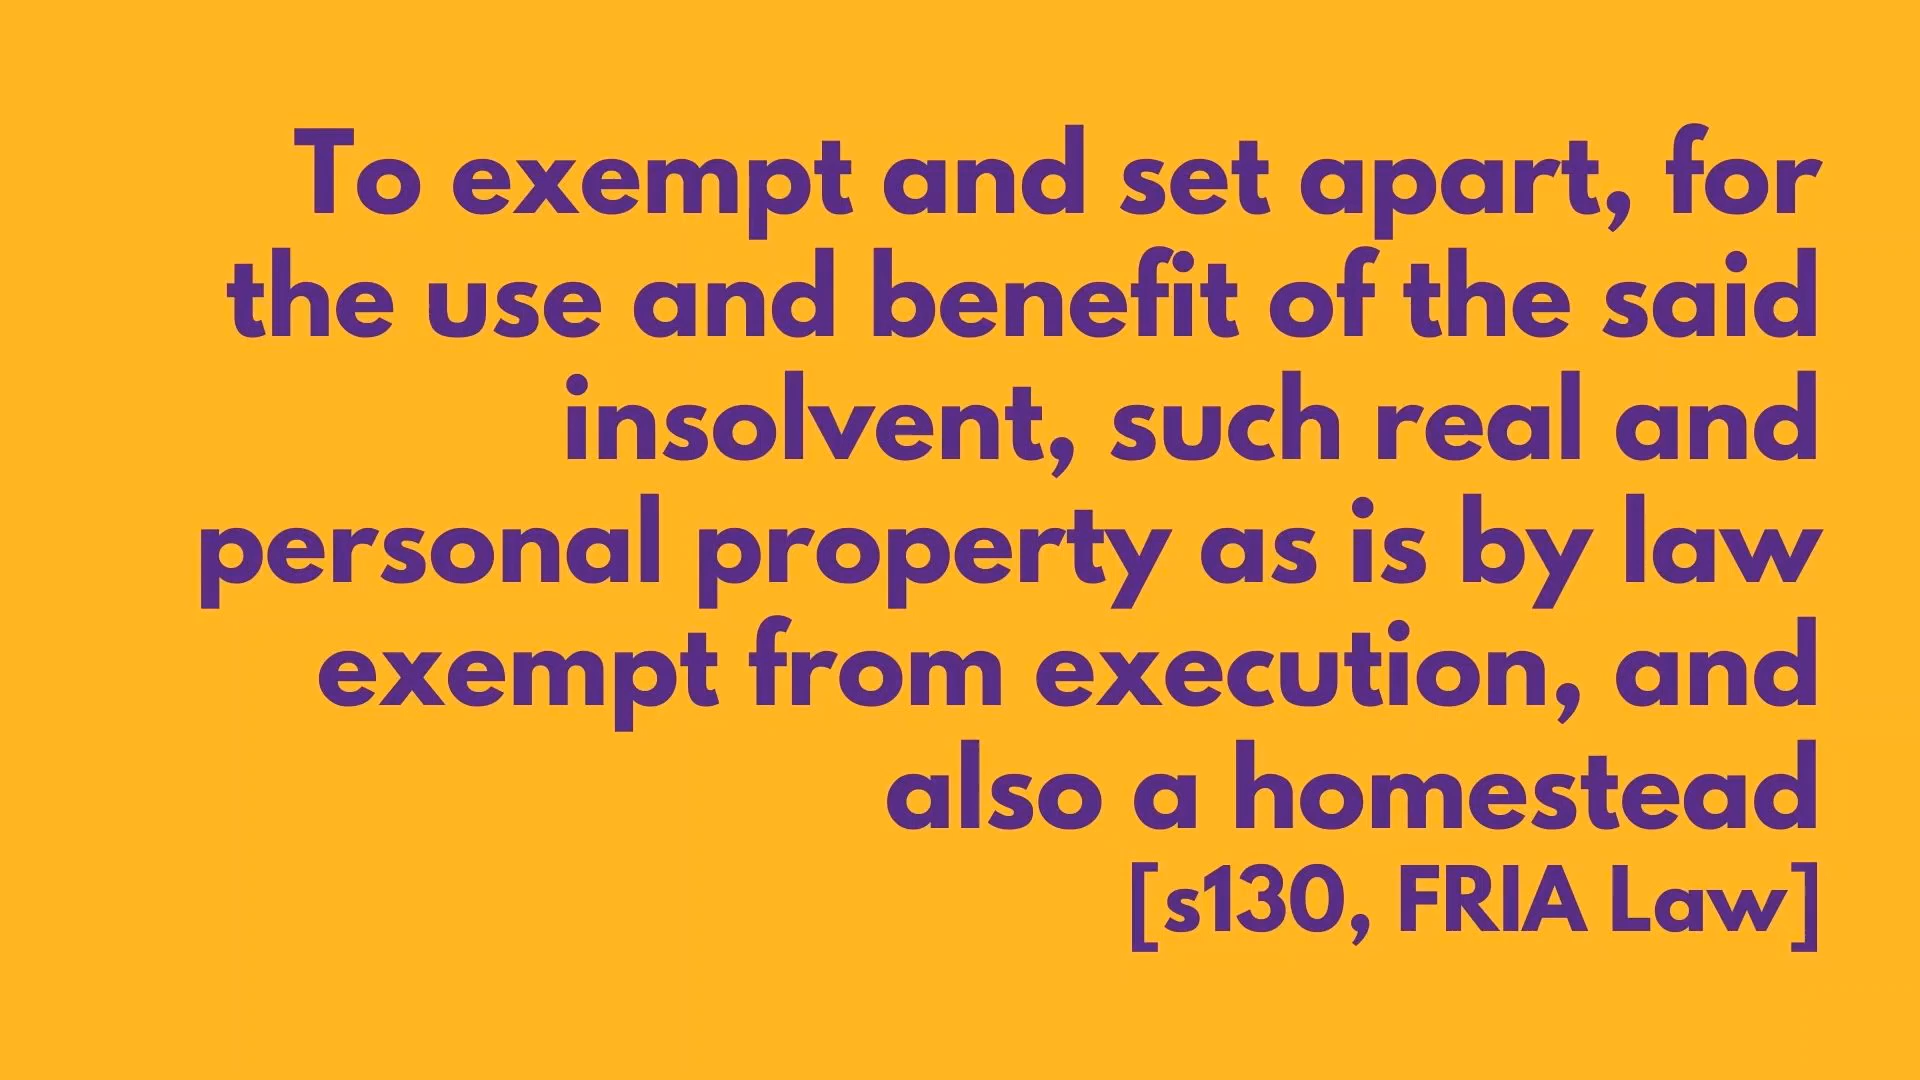 To exempt and set apart, for
the use and benefit of the said
insolvent, such real and
personal property as is by law
exempt from execution, and
also a homestead
[s130, FRIA Law]